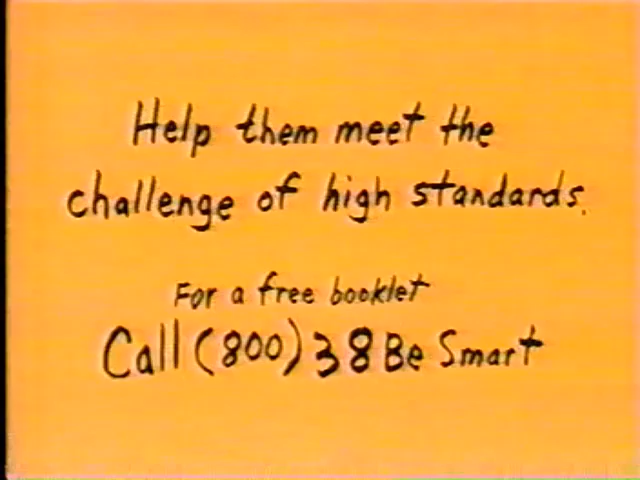 Help them meet the
challenge of high standards.
For a free booklet
Call (800) 38 Be Smart